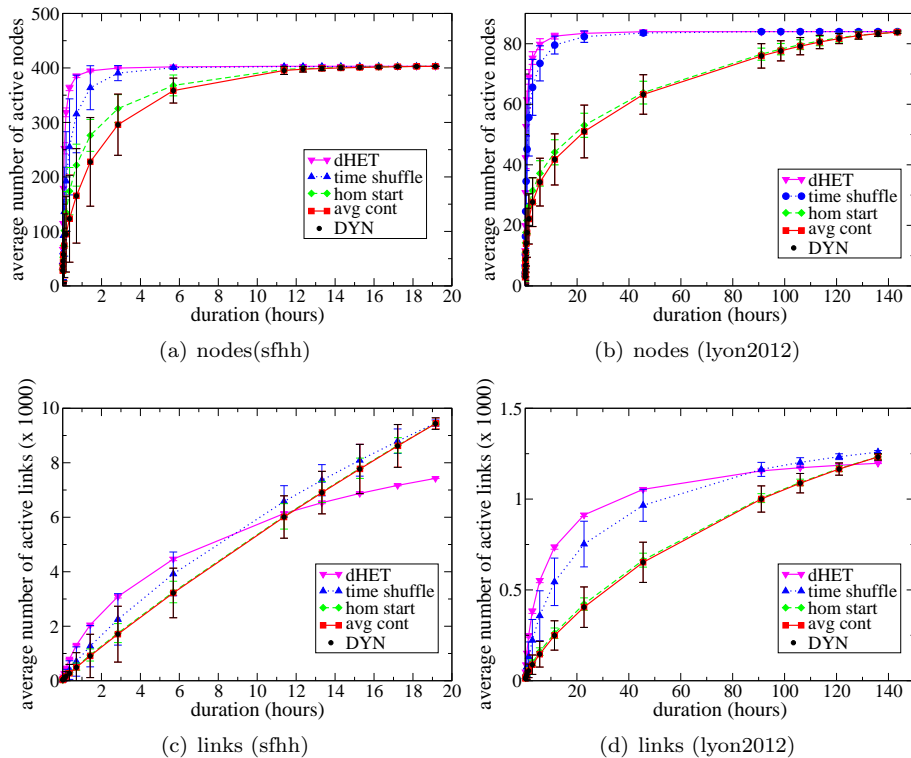 average number of active nodes
500
400
300
200
100
0
2 4 6 8 10 12 14 16 18 20
duration (hours)
dHET
time shuffle
hom start
avg cont
DYN
(a) nodes(sfhh)
average number of active nodes
80
60
40
20
0
0 20 40 60 80 100 120 140
duration (hours)
dHET
time shuffle
hom start
avg cont
DYN
(b) nodes (lyon2012)
average number of active links (x 1000)
10
8
6
4
2
0
0 2 4 6 8 10 12 14 16 18 20
duration (hours)
dHET
time shuffle
hom start
avg cont
DYN
(c) links (sfhh)
average number of active links (x 1000)
1.5
1
0.5
0
0 20 40 60 80 100 120 140
duration (hours)
dHET
time shuffle
hom start
avg cont
DYN
(d) links (lyon2012)